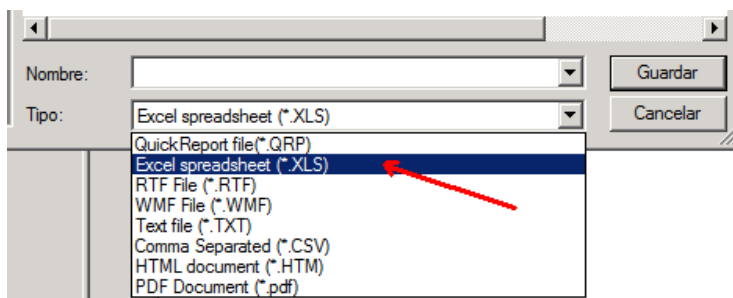 Nombre:
Guardar
Tipo:
Excel spreadsheet (*.XLS)
Cancelar
QuickReport file(*.QRP)
Excel spreadsheet (*.XLS)
RTF File (*.RTF)
WMF File (*.WMF)
Text file (*.TXT)
Comma Separated (*.CSV)
HTML document (*.HTM)
PDF Document (*.pdf)